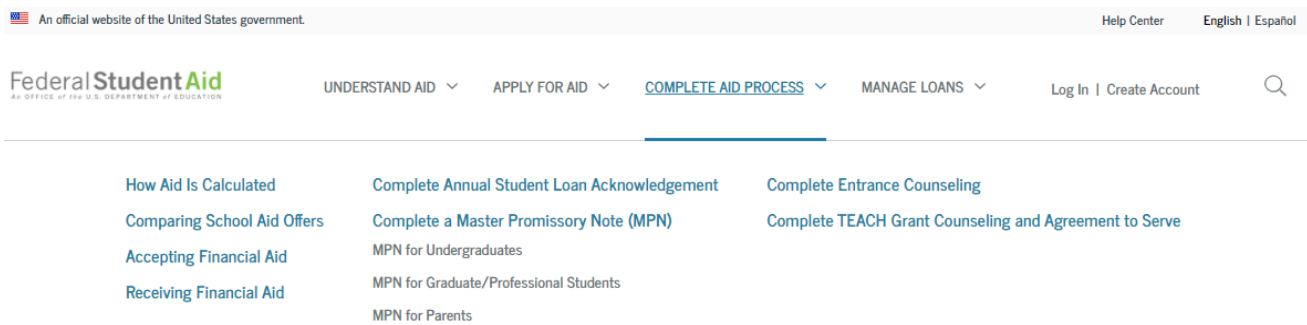 An official website of the United States government.
Help Center English | Español
Federal Student Aid
An OFFICE of the U.S. DEPARTMENT of EDUCATION
UNDERSTAND AID APPLY FOR AID COMPLETE AID PROCESS MANAGE LOANS Log In | Create Account
How Aid Is Calculated
Comparing School Aid Offers
Accepting Financial Aid
Receiving Financial Aid
Complete Annual Student Loan Acknowledgement
Complete a Master Promissory Note (MPN)
MPN for Undergraduates
MPN for Graduate/Professional Students
MPN for Parents
Complete Entrance Counseling
Complete TEACH Grant Counseling and Agreement to Serve